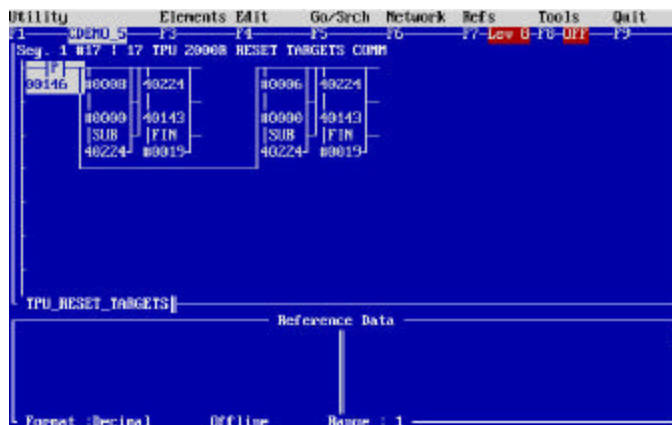 Utility Elements Edit Go/Srch Network Refs Tools Quit
F1 XDEMO_5 F3 F4 F5 F6 F7-Lev 8-F8-OFF F9
Seg. 1 #17 | 17 TPU 2000R RESET TARGETS COMM
P
00146 #0008 40224 #0006 40224
#0000 40143 #0000 40143
SUB FIN SUB FIN
40224 #0019 40224 #0019
TPU_RESET_TARGETS
Reference Data
Format :Decimal Offline Range : 1